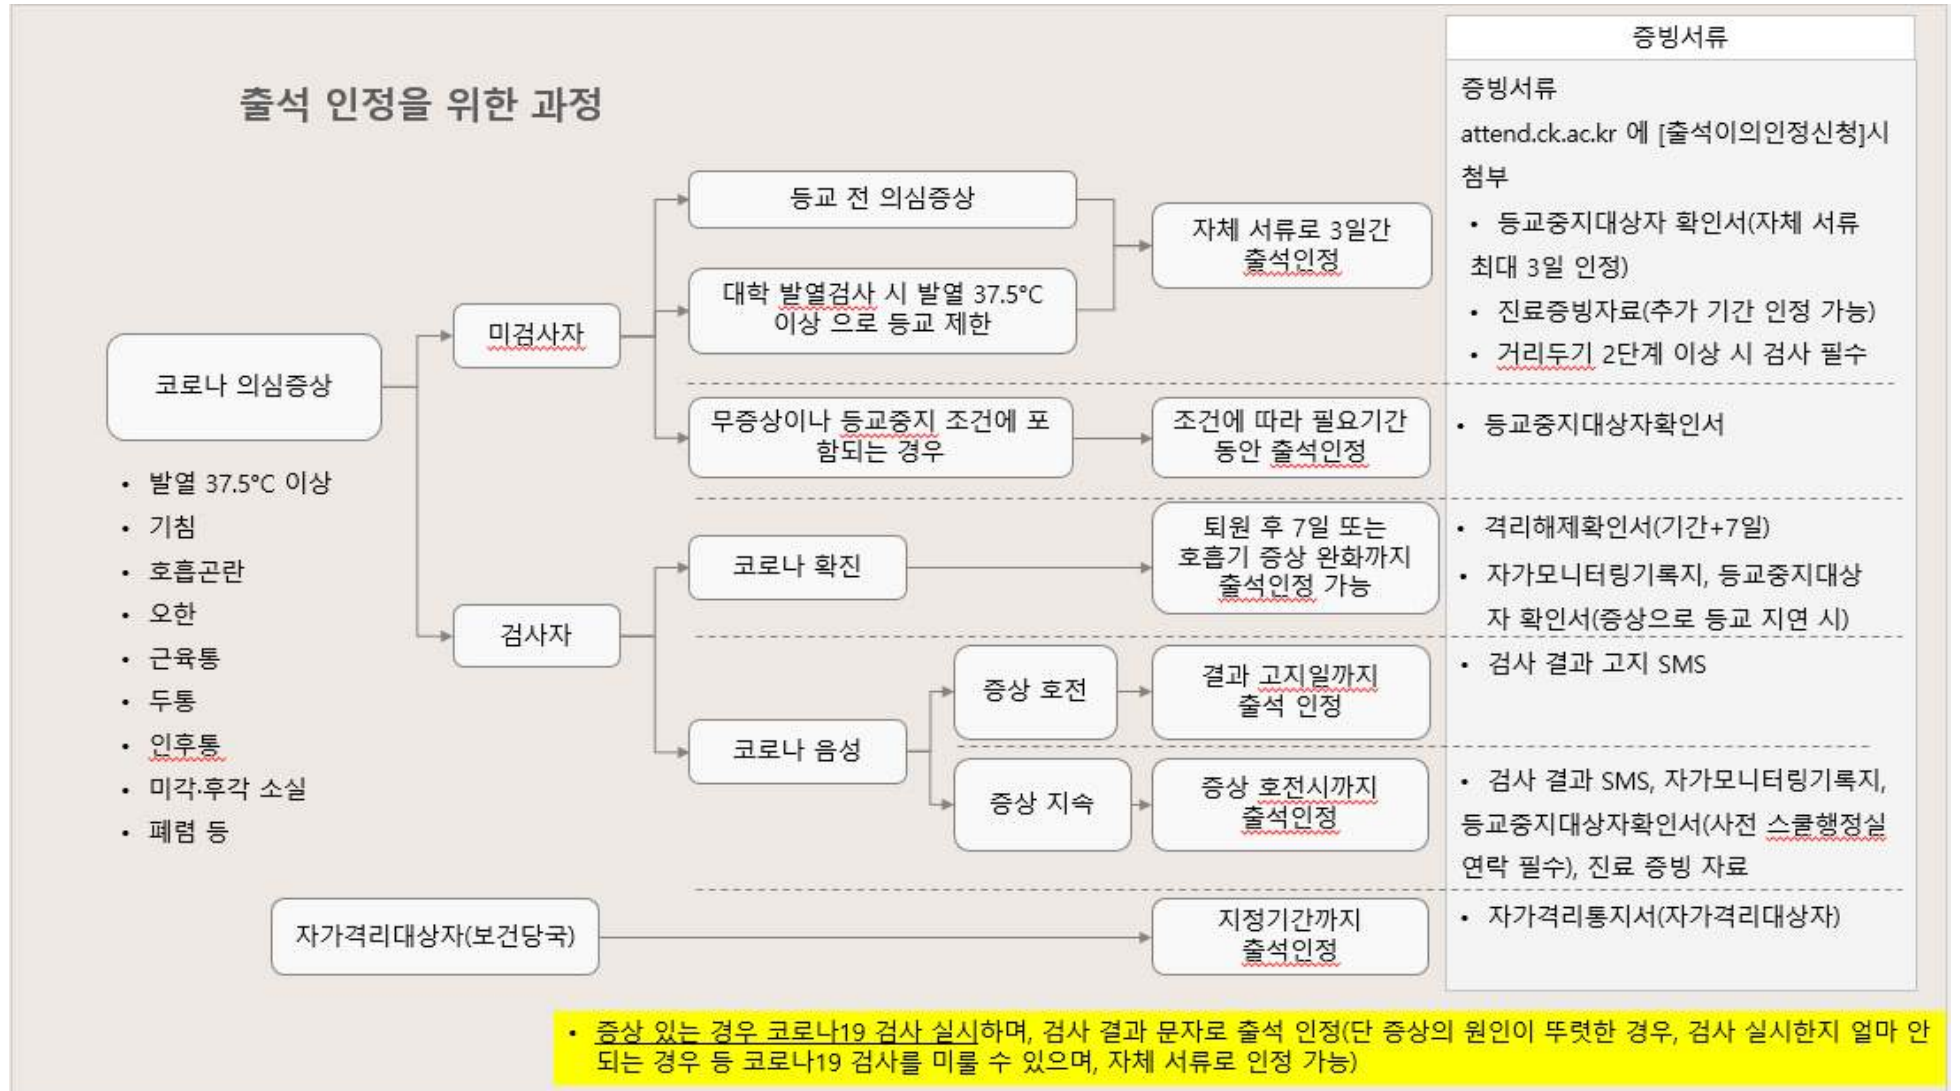 출석 인정을 위한 과정
코로나 의심증상
• 발열 37.5°C 이상
• 기침
• 호흡곤란
• 오한
• 근육통
• 두통
• 인후통
• 미각·후각 소실
• 폐렴 등
미검사자
검사자
등교 전 의심증상
대학 발열검사 시 발열 37.5°C
이상 으로 등교 제한
자체 서류로 3일간
출석인정
무증상이나 등교중지 조건에 포
함되는 경우
조건에 따라 필요기간
동안 출석인정
코로나 확진
퇴원 후 7일 또는
호흡기 증상 완화까지
출석인정 가능
코로나 음성
증상 호전
결과 고지일까지
출석 인정
증상 지속
증상 호전시까지
출석인정
자가격리대상자(보건당국)
지정기간까지
출석인정
증빙서류
증빙서류
attend.ck.ac.kr 에 [출석이의인정신청]시
첨부
• 등교중지대상자 확인서(자체 서류
최대 3일 인정)
• 진료증빙자료(추가 기간 인정 가능)
• 거리두기 2단계 이상 시 검사 필수
• 등교중지대상자확인서
• 격리해제확인서(기간+7일)
• 자가모니터링기록지, 등교중지대상
자 확인서(증상으로 등교 지연 시)
• 검사 결과 고지 SMS
• 검사 결과 SMS, 자가모니터링기록지,
등교중지대상자확인서(사전 스쿨행정실
연락 필수), 진료 증빙 자료
• 자가격리통지서(자가격리대상자)
• 증상 있는 경우 코로나19 검사 실시하며, 검사 결과 문자로 출석 인정(단 증상의 원인이 뚜렷한 경우, 검사 실시한지 얼마 안
되는 경우 등 코로나19 검사를 미룰 수 있으며, 자체 서류로 인정 가능)